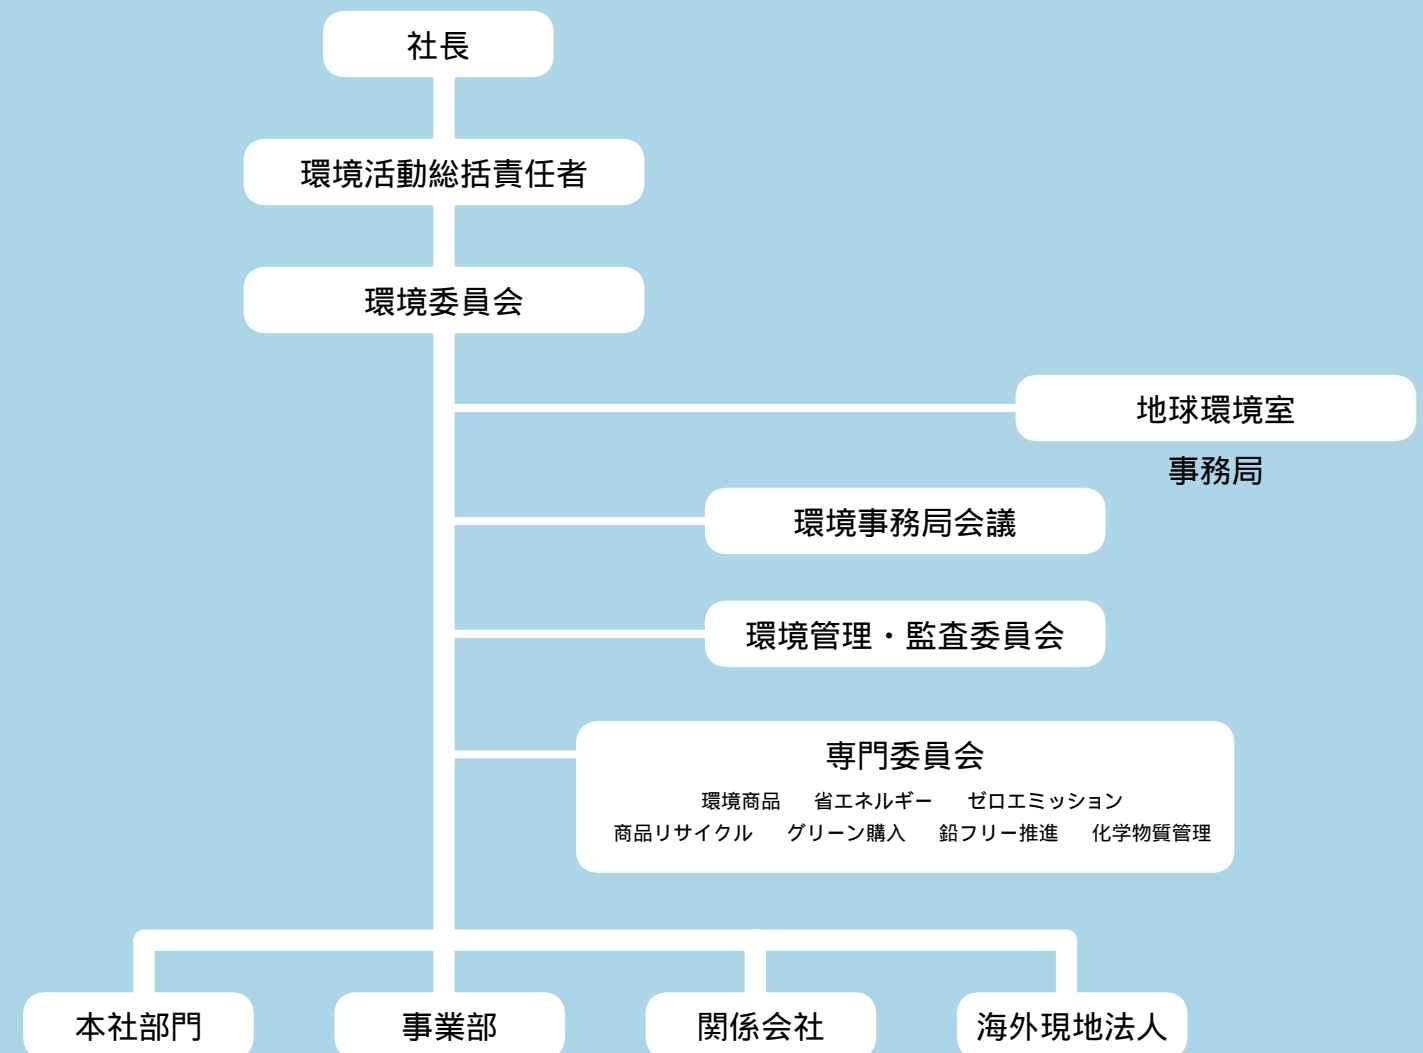 社長
環境活動総括責任者
環境委員会
地球環境室
事務局
環境事務局会議
環境管理・監査委員会
専門委員会
環境商品 省エネルギー ゼロエミッション
商品リサイクル グリーン購入 鉛フリー推進 化学物質管理
本社部門 事業部 関係会社 海外現地法人